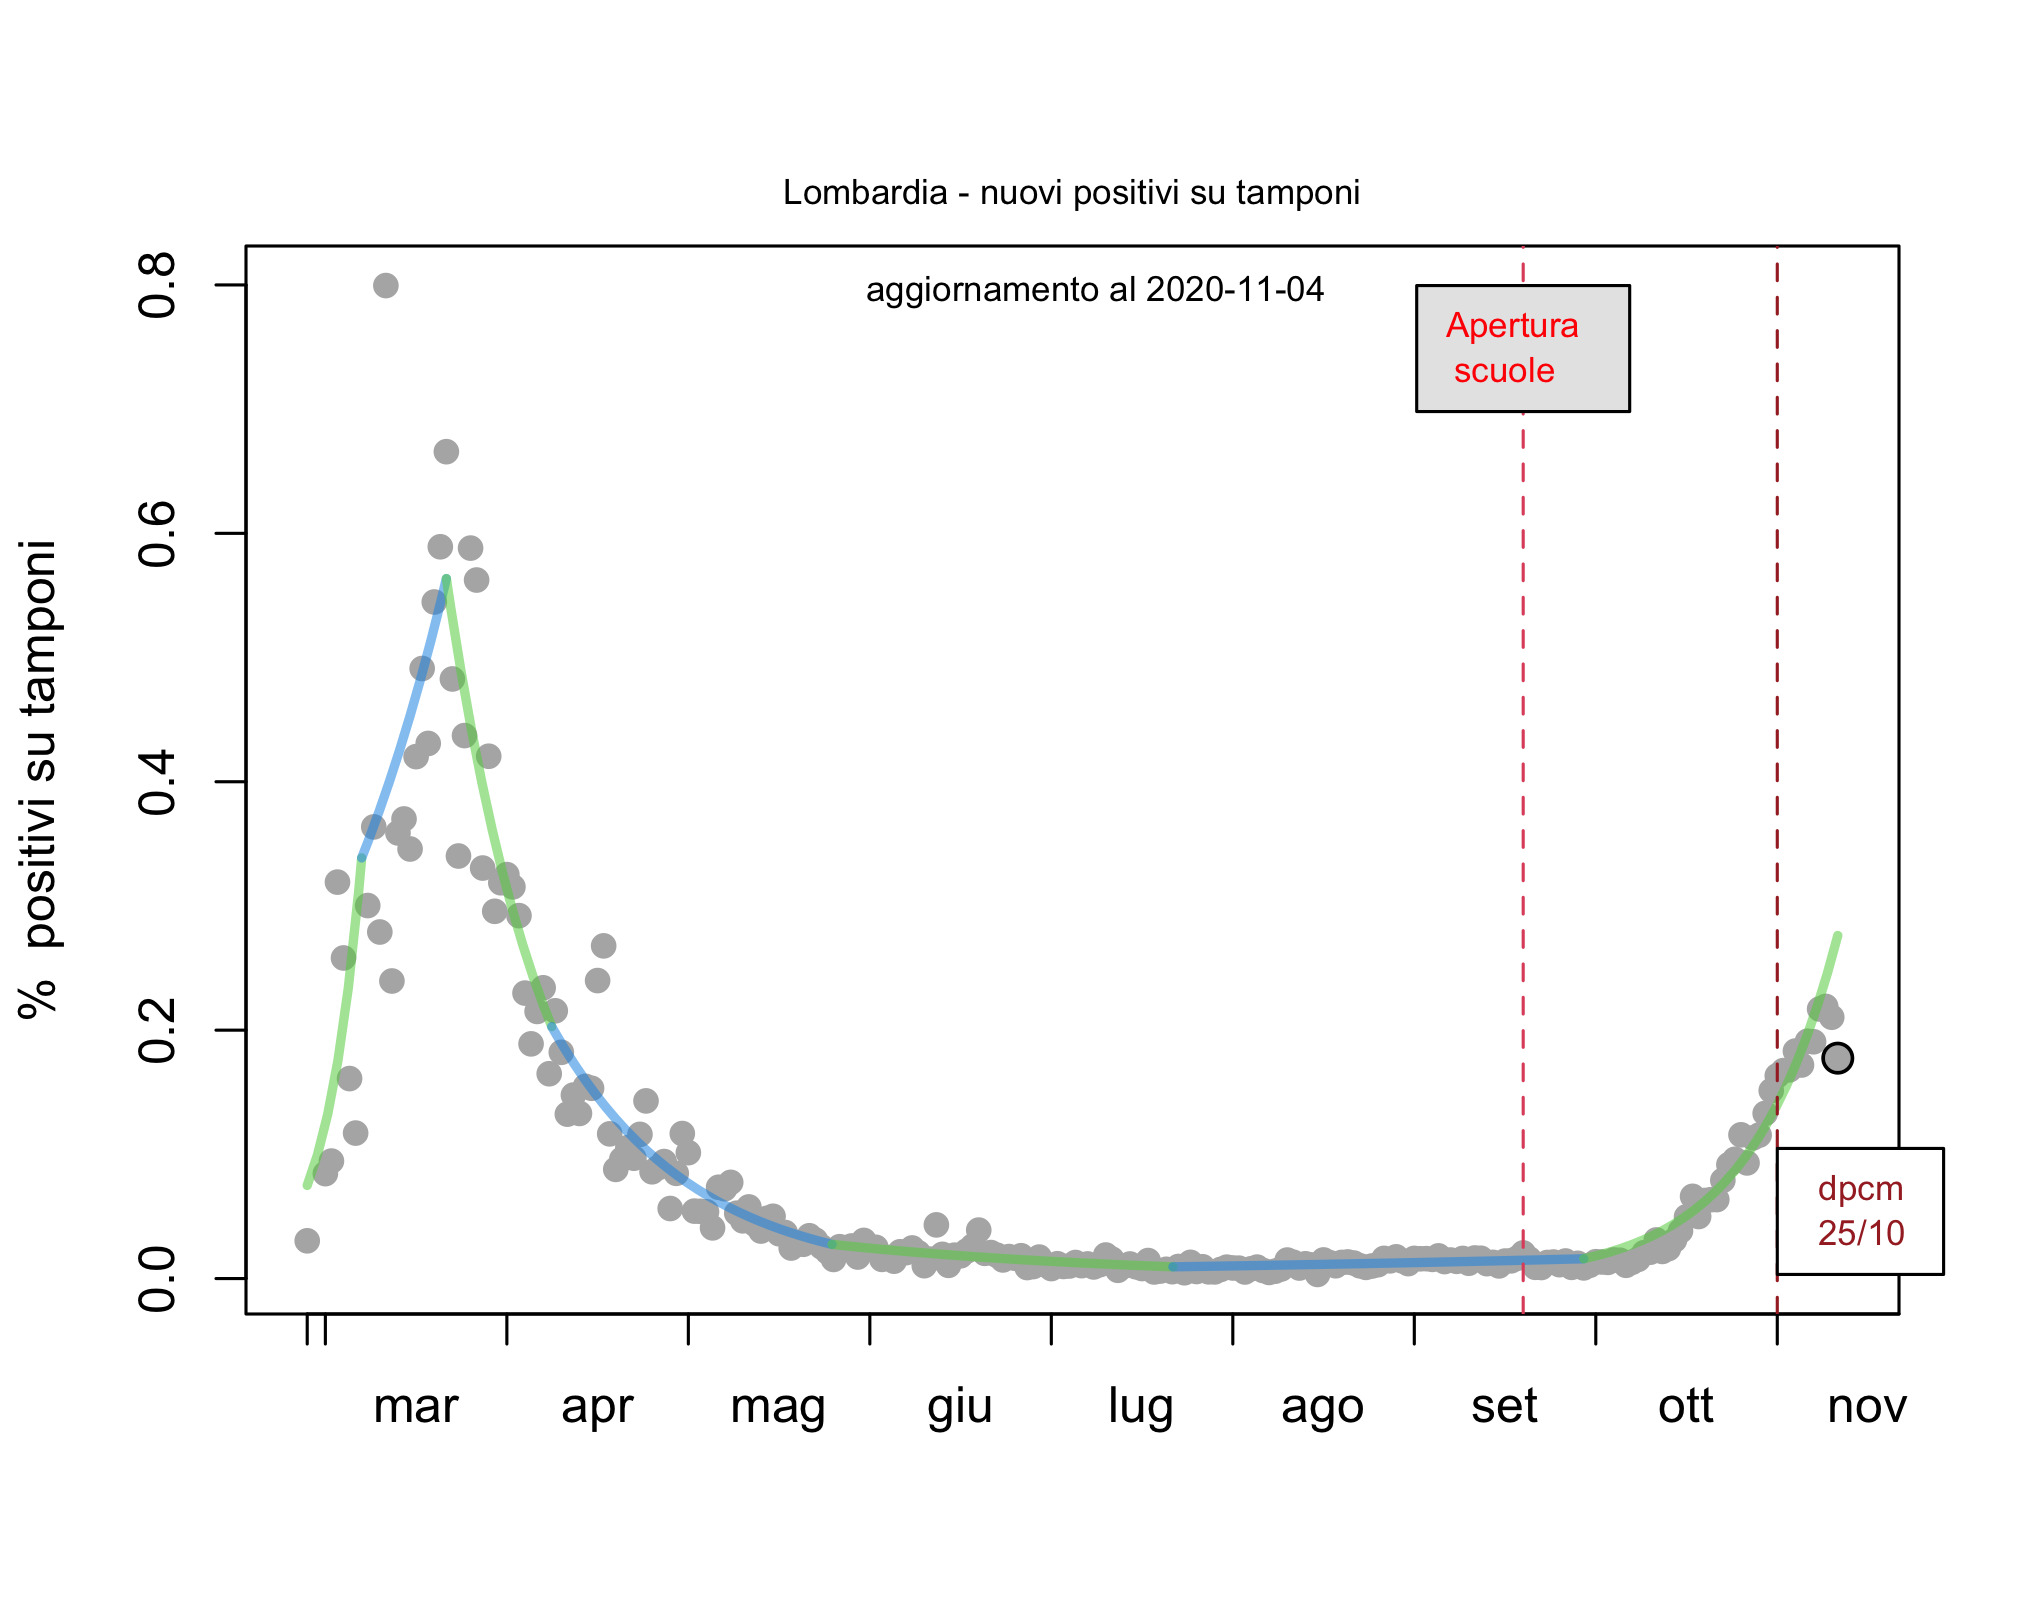 Lombardia - nuovi positivi su tamponi
aggiornamento al 2020-11-04
Apertura
scuole
% positivi su tamponi
0.8
0.6
0.4
0.2
0.0
dpcm
25/10
mar apr mag giu lug ago set ott nov